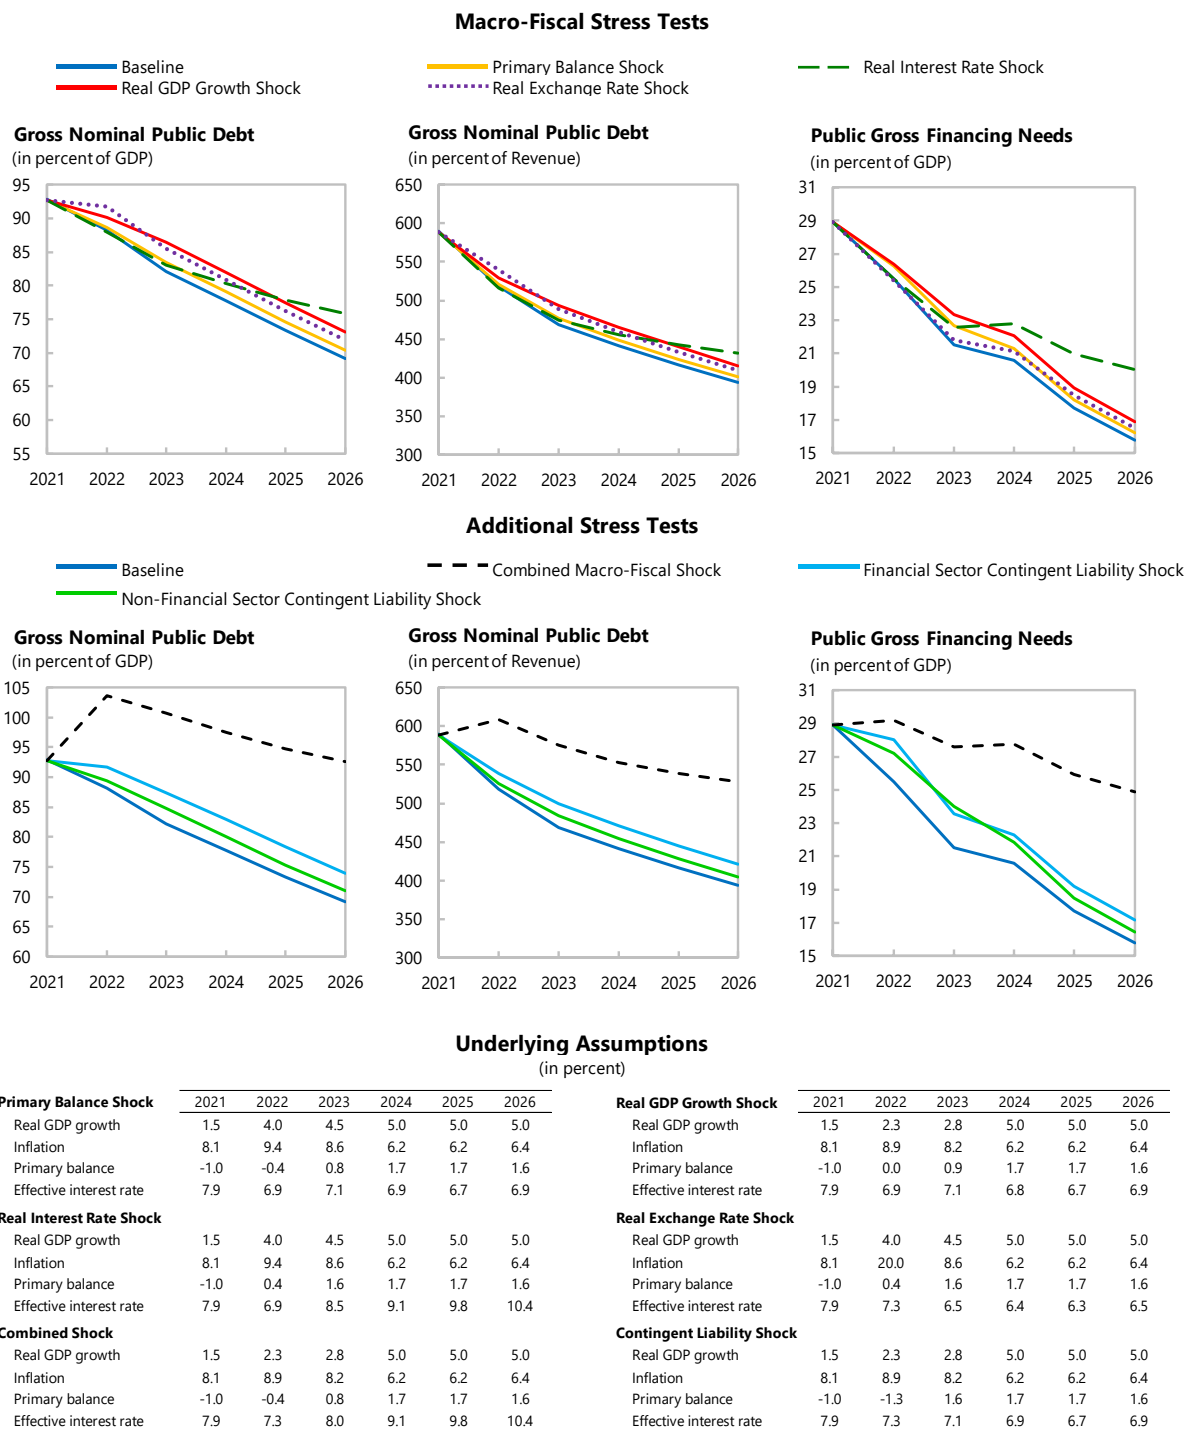 Macro-Fiscal Stress Tests
Baseline
Primary Balance Shock
Real Interest Rate Shock
Real GDP Growth Shock
Real Exchange Rate Shock
Gross Nominal Public Debt
(in percent of GDP)
95
90
85
80
75
70
65
60
55
2021 2022 2023 2024 2025 2026
Gross Nominal Public Debt
(in percent of Revenue)
650
600
550
500
450
400
350
300
2021 2022 2023 2024 2025 2026
Public Gross Financing Needs
(in percent of GDP)
31
29
27
25
23
21
19
17
15
2021 2022 2023 2024 2025 2026
Additional Stress Tests
Baseline
Combined Macro-Fiscal Shock
Financial Sector Contingent Liability Shock
Non-Financial Sector Contingent Liability Shock
Gross Nominal Public Debt
(in percent of GDP)
105
100
95
90
85
80
75
70
65
60
2021 2022 2023 2024 2025 2026
Gross Nominal Public Debt
(in percent of Revenue)
650
600
550
500
450
400
350
300
2021 2022 2023 2024 2025 2026
Public Gross Financing Needs
(in percent of GDP)
31
29
27
25
23
21
19
17
15
2021 2022 2023 2024 2025 2026
Underlying Assumptions
(in percent)
Primary Balance Shock 2021 2022 2023 2024 2025 2026
Real GDP growth 1.5 4.0 4.5 5.0 5.0 5.0
Inflation 8.1 9.4 8.6 6.2 6.2 6.4
Primary balance -1.0 -0.4 0.8 1.7 1.7 1.6
Effective interest rate 7.9 6.9 7.1 6.9 6.7 6.9
Real Interest Rate Shock
Real GDP growth 1.5 4.0 4.5 5.0 5.0 5.0
Inflation 8.1 9.4 8.6 6.2 6.2 6.4
Primary balance -1.0 0.4 1.6 1.7 1.7 1.6
Effective interest rate 7.9 6.9 8.5 9.1 9.8 10.4
Combined Shock
Real GDP growth 1.5 2.3 2.8 5.0 5.0 5.0
Inflation 8.1 8.9 8.2 6.2 6.2 6.4
Primary balance -1.0 -0.4 0.8 1.7 1.7 1.6
Effective interest rate 7.9 7.3 8.0 9.1 9.8 10.4
Real GDP Growth Shock 2021 2022 2023 2024 2025 2026
Real GDP growth 1.5 2.3 2.8 5.0 5.0 5.0
Inflation 8.1 8.9 8.2 6.2 6.2 6.4
Primary balance -1.0 0.0 0.9 1.7 1.7 1.6
Effective interest rate 7.9 6.9 7.1 6.8 6.7 6.9
Real Exchange Rate Shock
Real GDP growth 1.5 4.0 4.5 5.0 5.0 5.0
Inflation 8.1 20.0 8.6 6.2 6.2 6.4
Primary balance -1.0 0.4 1.6 1.7 1.7 1.6
Effective interest rate 7.9 7.3 6.5 6.4 6.3 6.5
Contingent Liability Shock
Real GDP growth 1.5 2.3 2.8 5.0 5.0 5.0
Inflation 8.1 8.9 8.2 6.2 6.2 6.4
Primary balance -1.0 -1.3 1.6 1.7 1.7 1.6
Effective interest rate 7.9 7.3 7.1 6.9 6.7 6.9